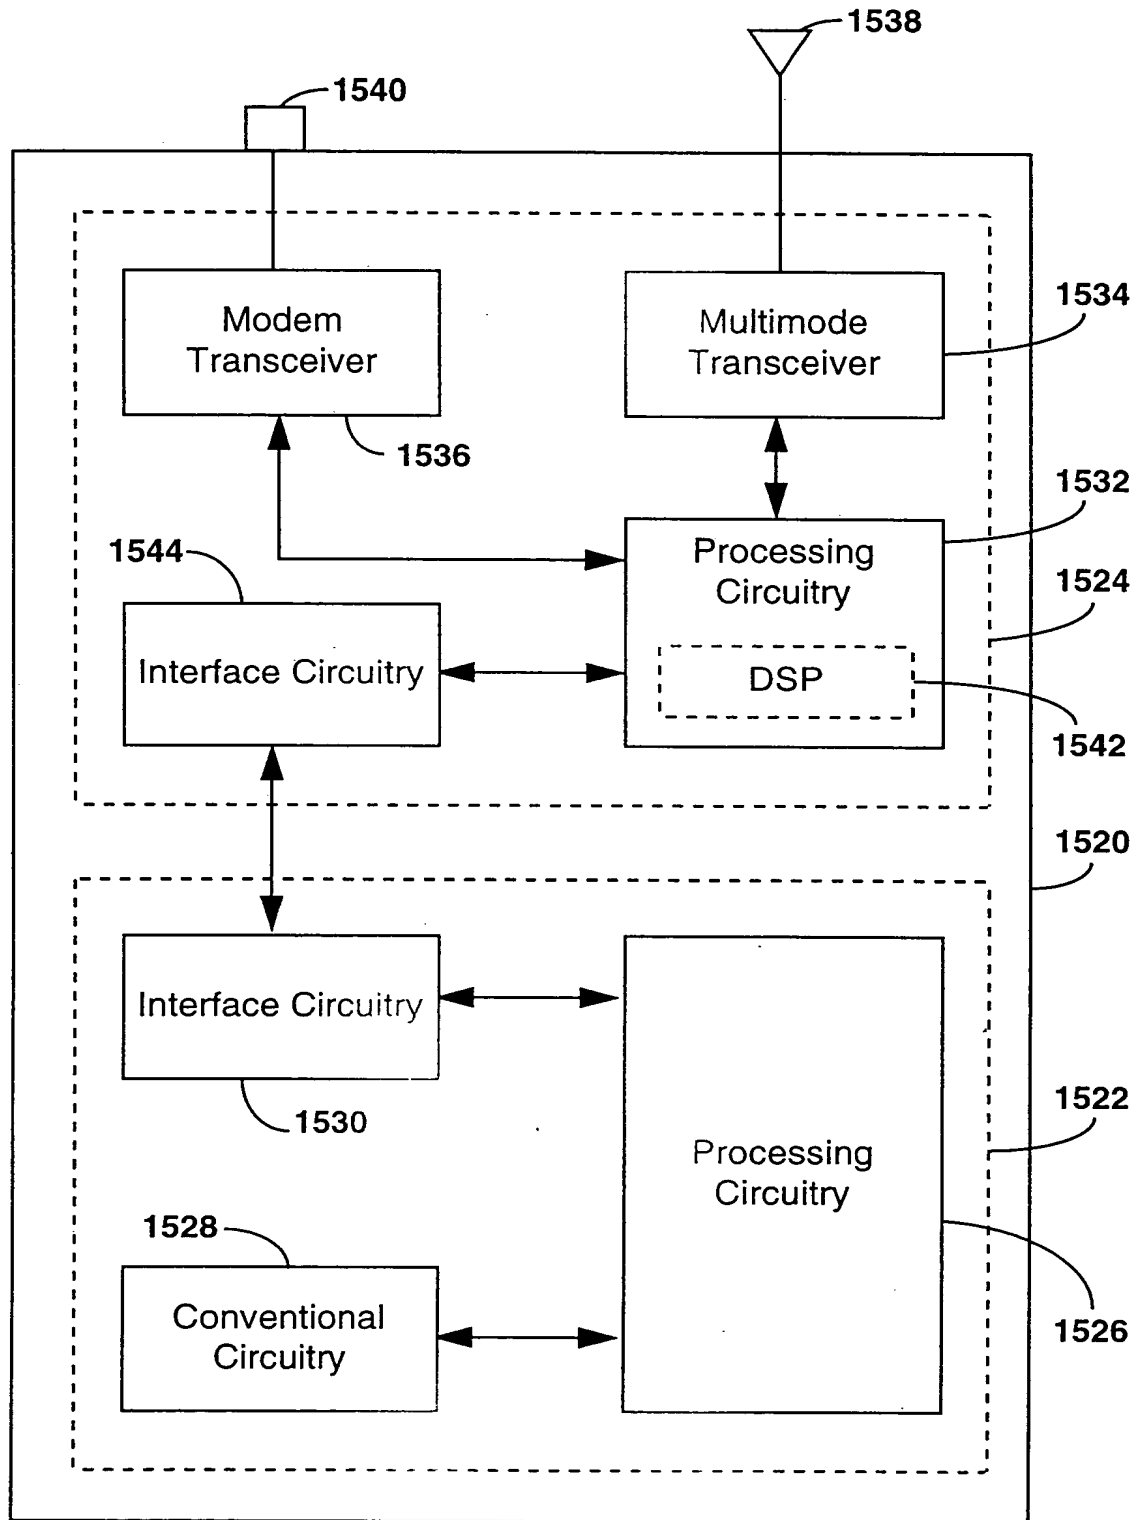 1538
1540
Modem
Transceiver
Multimode
Transceiver
1534
1536
1532
1544
Processing
Circuitry
1524
Interface Circuitry
DSP
1542
1520
Interface Circuitry
1530
1522
Processing
Circuitry
1528
Conventional
Circuitry
1526